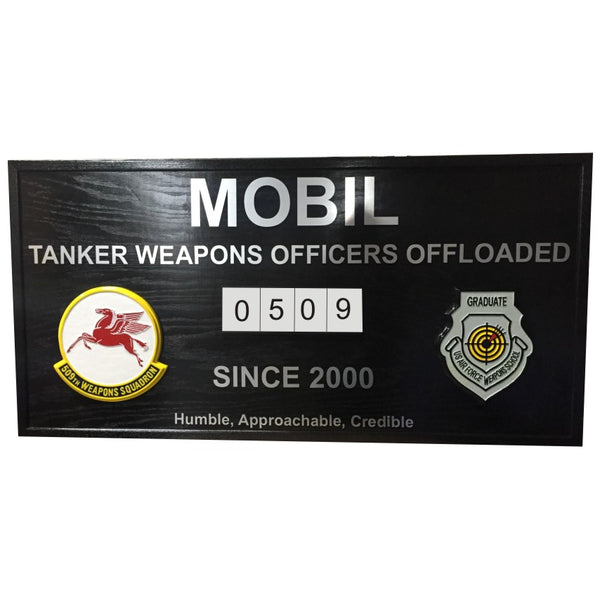 MOBIL
TANKER WEAPONS OFFICERS OFFLOADED
0509
509TH WEAPONS SQUADRON
GRADUATE
US AIR FORCE WEAPONS SCHOOL
SINCE 2000
Humble, Approachable, Credible